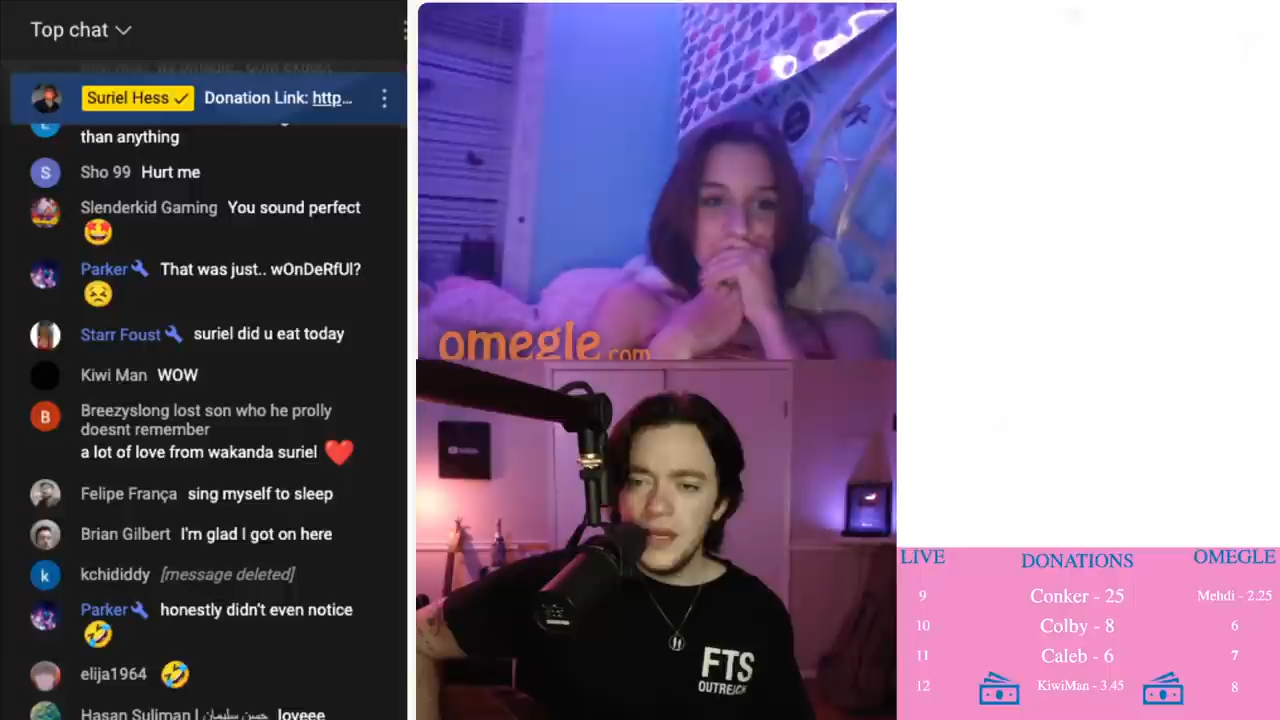 Top chat
Suriel Hess Donation Link: http...
than anything
Sho 99 Hurt me
Slenderkid Gaming You sound perfect
Parker That was just.. wOnDeRfUl?
Starr Foust suriel did u eat today
Kiwi Man WOW
Breezyslong lost son who he prolly
doesnt remember
a lot of love from wakanda suriel
Felipe França sing myself to sleep
Brian Gilbert I'm glad I got on here
kchididdy [message deleted]
Parker honestly didn't even notice
elija1964
Hasan Suliman | حسن سليمان loveee
omegle.com
FTS
OUTREACH
LIVE DONATIONS OMEGLE
9 Conker - 25 Mehdi - 2.25
10 Colby - 8 6
11 Caleb - 6 7
12 KiwiMan - 3.45 8